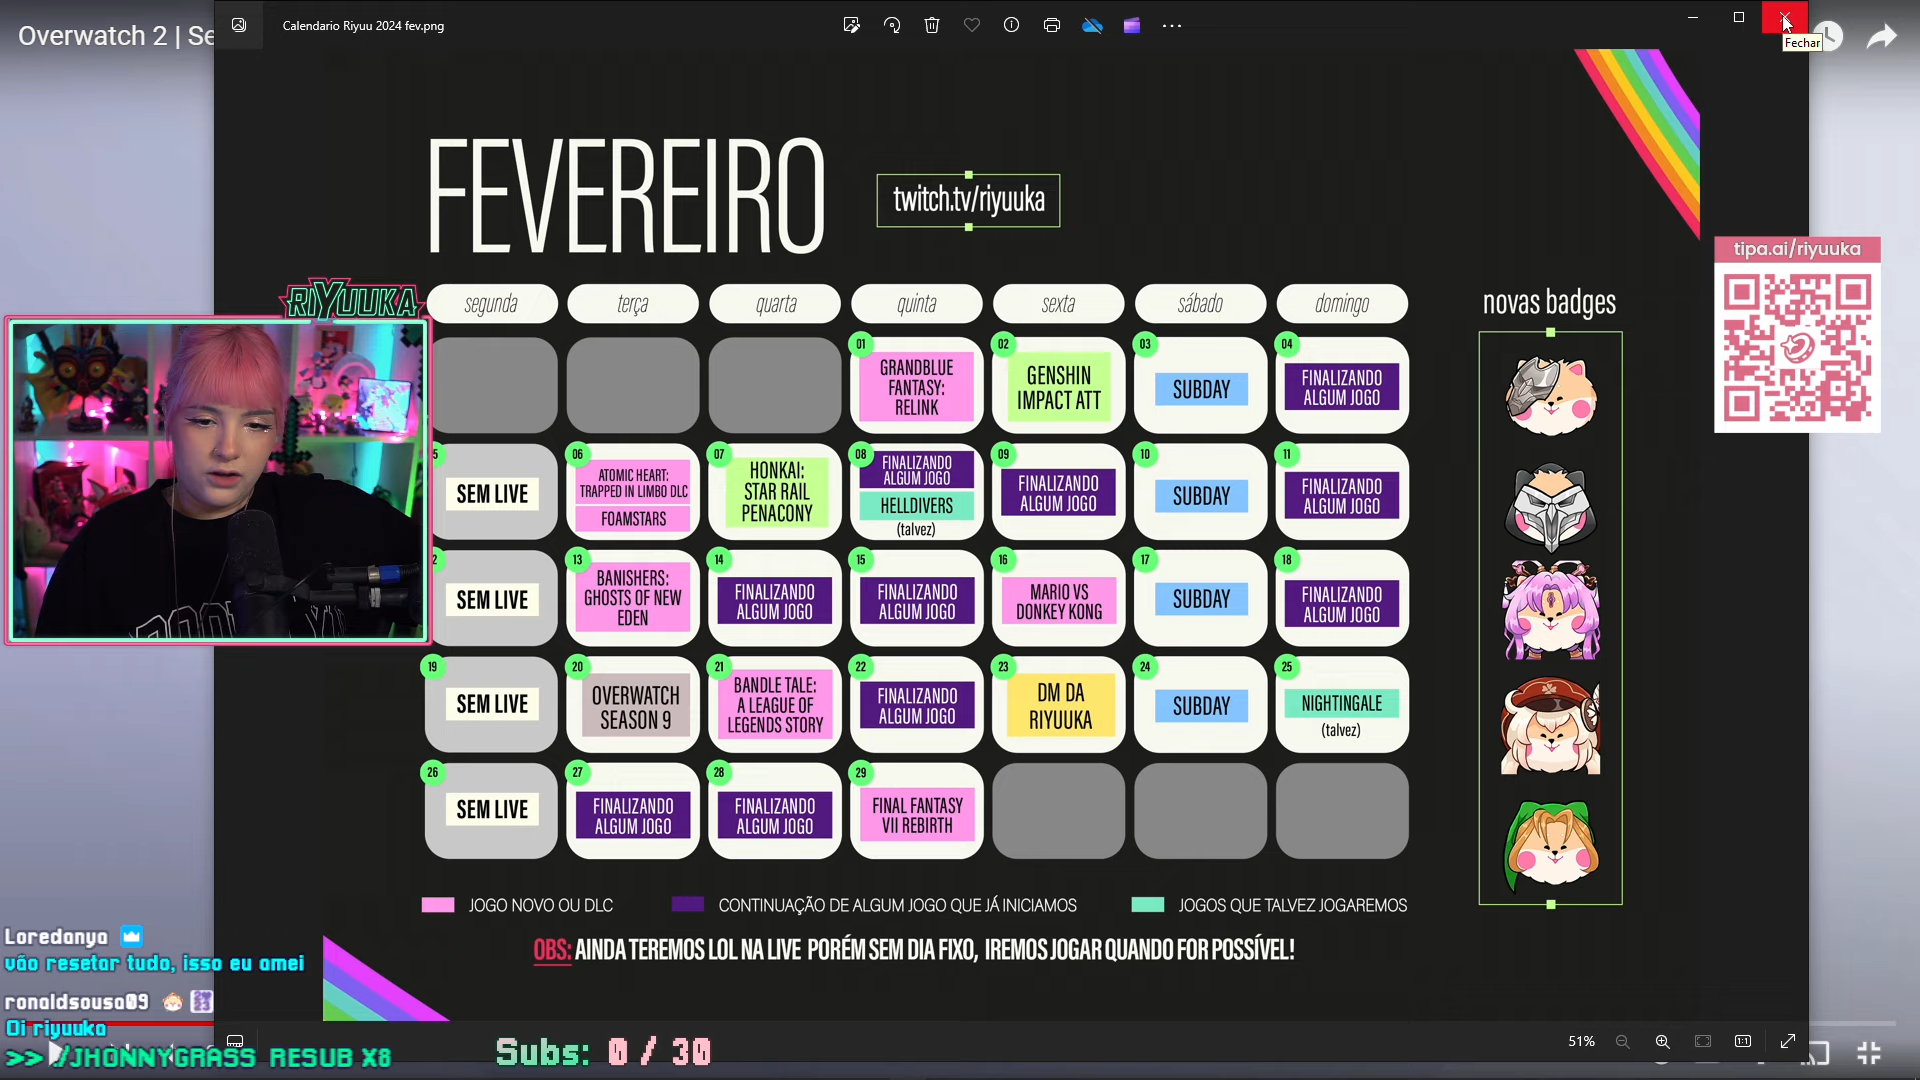 Overwatch 2 | Se
Calendario Riyuu 2024 fev.png
Fechar
FEVEREIRO
twitch.tv/riyuuka
tipa.ai/riyuuka
RIYUUKA
segunda
terça
quarta
quinta
sexta
sábado
domingo
novas badges
01
GRANDBLUE
FANTASY:
RELINK
02
GENSHIN
IMPACT ATT
03
SUBDAY
04
FINALIZANDO
ALGUM JOGO
5
SEM LIVE
06
ATOMIC HEART:
TRAPPED IN LIMBO DLC
FOAMSTARS
07
HONKAI:
STAR RAIL
PENACONY
08
FINALIZANDO
ALGUM JOGO
HELLDIVERS
(talvez)
09
FINALIZANDO
ALGUM JOGO
10
SUBDAY
11
FINALIZANDO
ALGUM JOGO
2
SEM LIVE
13
BANISHERS:
GHOSTS OF NEW
EDEN
14
FINALIZANDO
ALGUM JOGO
15
FINALIZANDO
ALGUM JOGO
16
MARIO VS
DONKEY KONG
17
SUBDAY
18
FINALIZANDO
ALGUM JOGO
19
SEM LIVE
20
OVERWATCH
SEASON 9
21
BANDLE TALE:
A LEAGUE OF
LEGENDS STORY
22
FINALIZANDO
ALGUM JOGO
23
DM DA
RIYUUKA
24
SUBDAY
25
NIGHTINGALE
(talvez)
26
SEM LIVE
27
FINALIZANDO
ALGUM JOGO
28
FINALIZANDO
ALGUM JOGO
29
FINAL FANTASY
VII REBIRTH
JOGO NOVO OU DLC
CONTINUAÇÃO DE ALGUM JOGO QUE JÁ INICIAMOS
JOGOS QUE TALVEZ JOGAREMOS
OBS: AINDA TEREMOS LOL NA LIVE PORÉM SEM DIA FIXO, IREMOS JOGAR QUANDO FOR POSSÍVEL!
Loredanya
vão resetar tudo, isso eu amei
ronaldsousa09
Oi riyuuka
>> /JHONNYGRASS RESUB X8
Subs: 0 / 30
51%
1:1